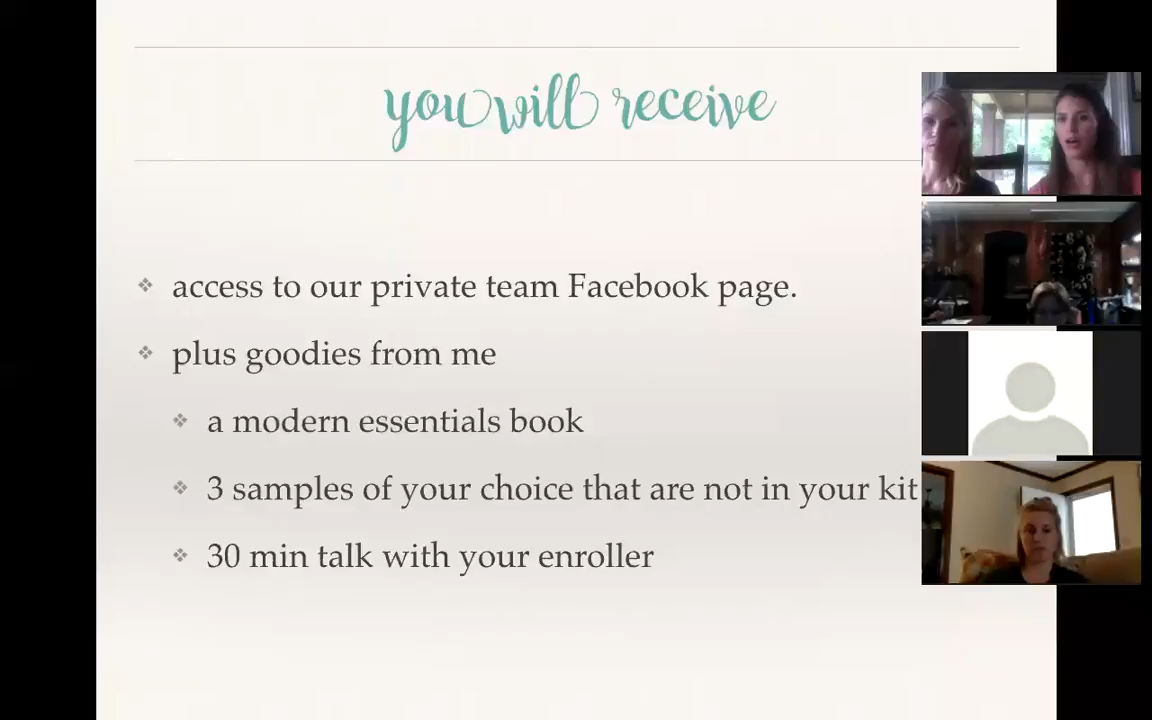 you will receive
access to our private team Facebook page.
plus goodies from me
a modern essentials book
3 samples of your choice that are not in your kit
30 min talk with your enroller